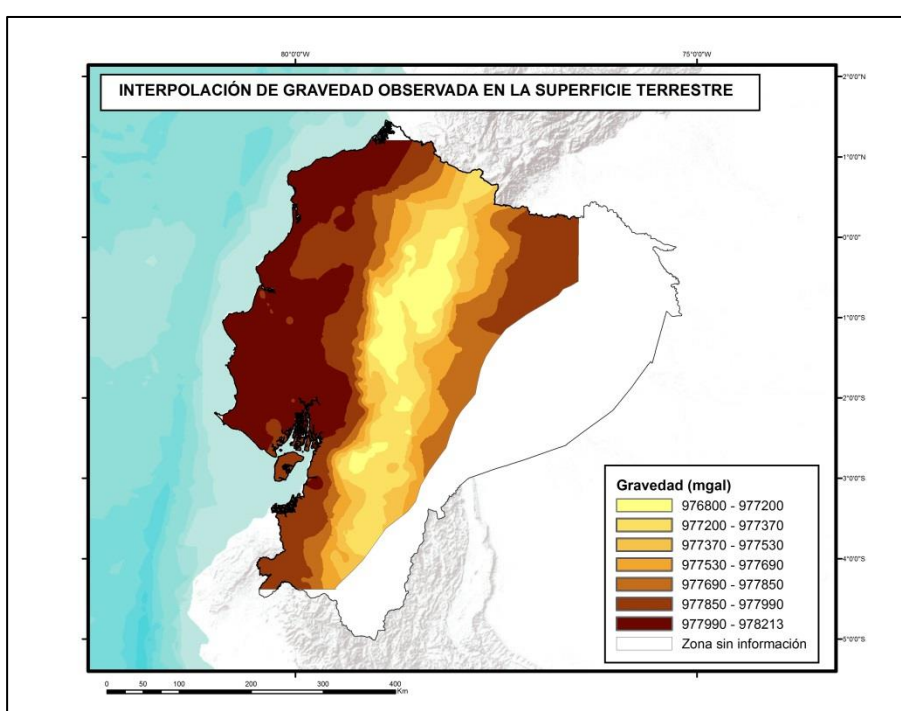 80°0'0"W 75°0'0"W
INTERPOLACIÓN DE GRAVEDAD OBSERVADA EN LA SUPERFICIE TERRESTRE
2°0'0"N
1°0'0"N
0°0'0"
1°0'0"S
2°0'0"S
3°0'0"S
4°0'0"S
5°0'0"S
Gravedad (mgal)
976800 - 977200
977200 - 977370
977370 - 977530
977530 - 977690
977690 - 977850
977850 - 977990
977990 - 978213
Zona sin información
0 50 100 200 300 400
Km